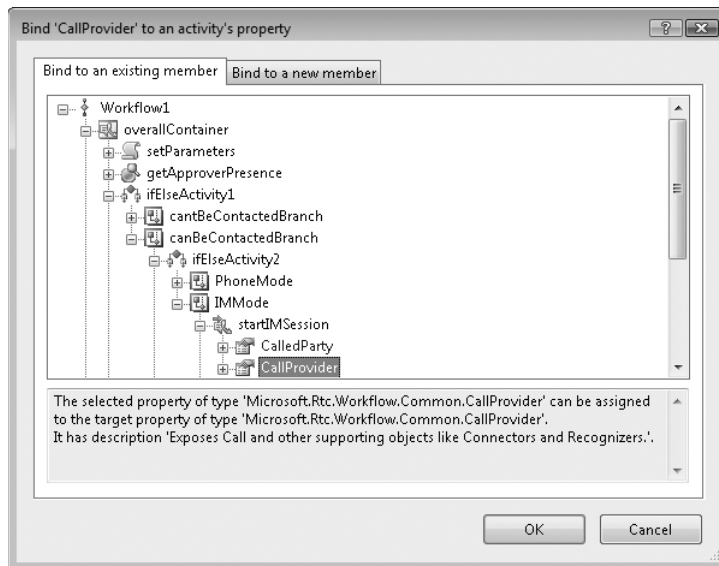 Bind 'CallProvider' to an activity's property
Bind to an existing member Bind to a new member
Workflow1
overallContainer
setParameters
getApproverPresence
ifElseActivity1
cantBeContactedBranch
canBeContactedBranch
ifElseActivity2
PhoneMode
IMMode
startIMSession
CalledParty
CallProvider
The selected property of type 'Microsoft.Rtc.Workflow.Common.CallProvider' can be assigned
to the target property of type 'Microsoft.Rtc.Workflow.Common.CallProvider'.
It has description 'Exposes Call and other supporting objects like Connectors and Recognizers.'.
OK Cancel